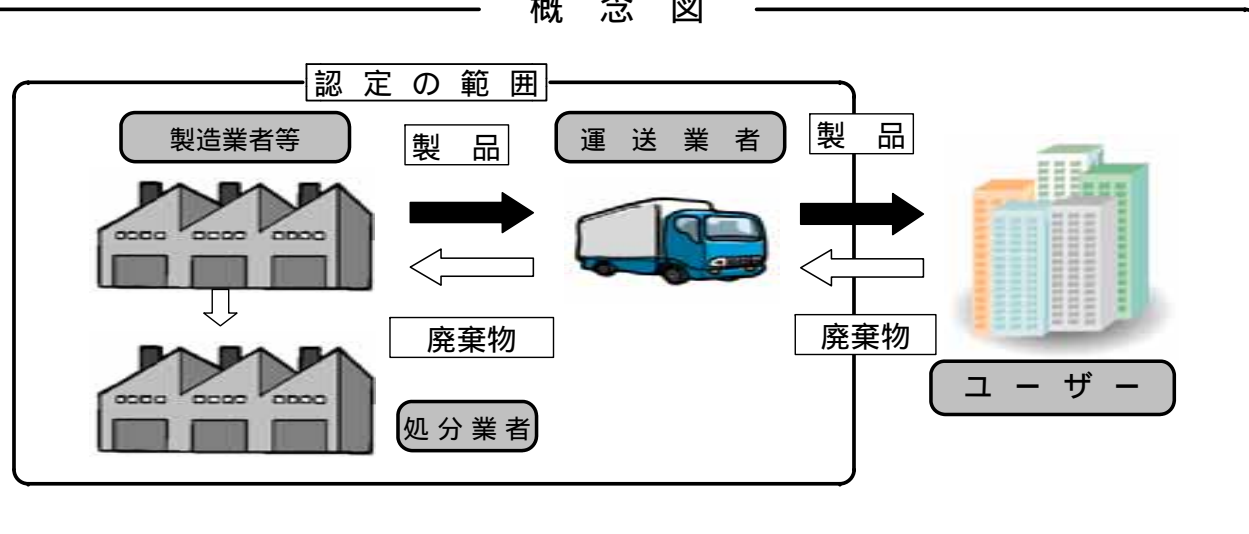 概念図
認定の範囲
製造業者等
製品
運送業者
製品
廃棄物
廃棄物
ユーザー
処分業者